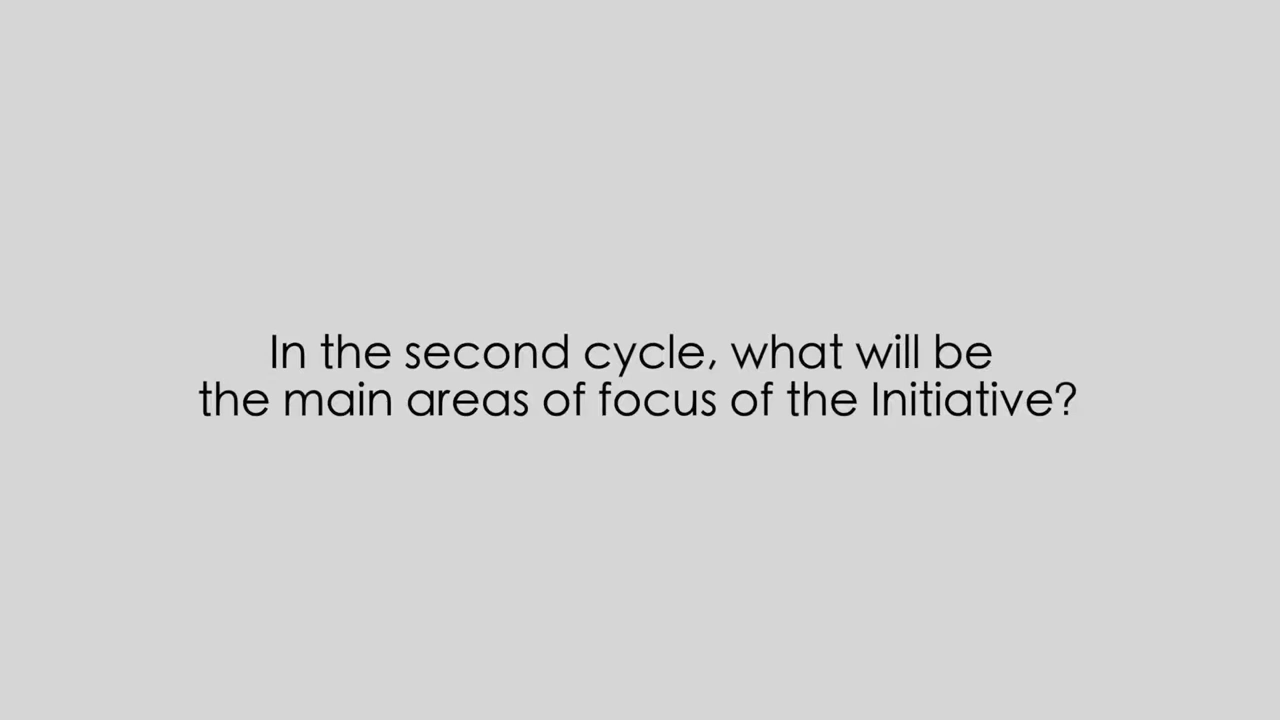 In the second cycle, what will be
the main areas of focus of the Initiative?